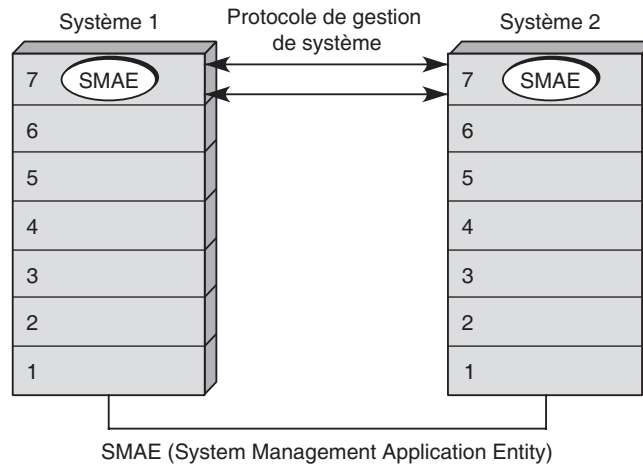 Système 1
Protocole de gestion
de système
Système 2
7 SMAE
6
5
4
3
2
1
7 SMAE
6
5
4
3
2
1
SMAE (System Management Application Entity)